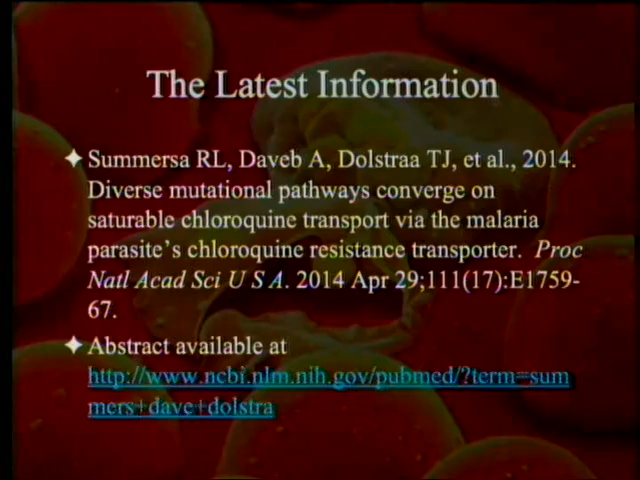 The Latest Information
Summersa RL, Daveb A, Dolstraa TJ, et al., 2014.
Diverse mutational pathways converge on
saturable chloroquine transport via the malaria
parasite's chloroquine resistance transporter. Proc
Natl Acad Sci U S A. 2014 Apr 29;111(17):E1759-
67.
Abstract available at
http://www.ncbi.nlm.nih.gov/pubmed/?term=sum
mers+dave+dolstra